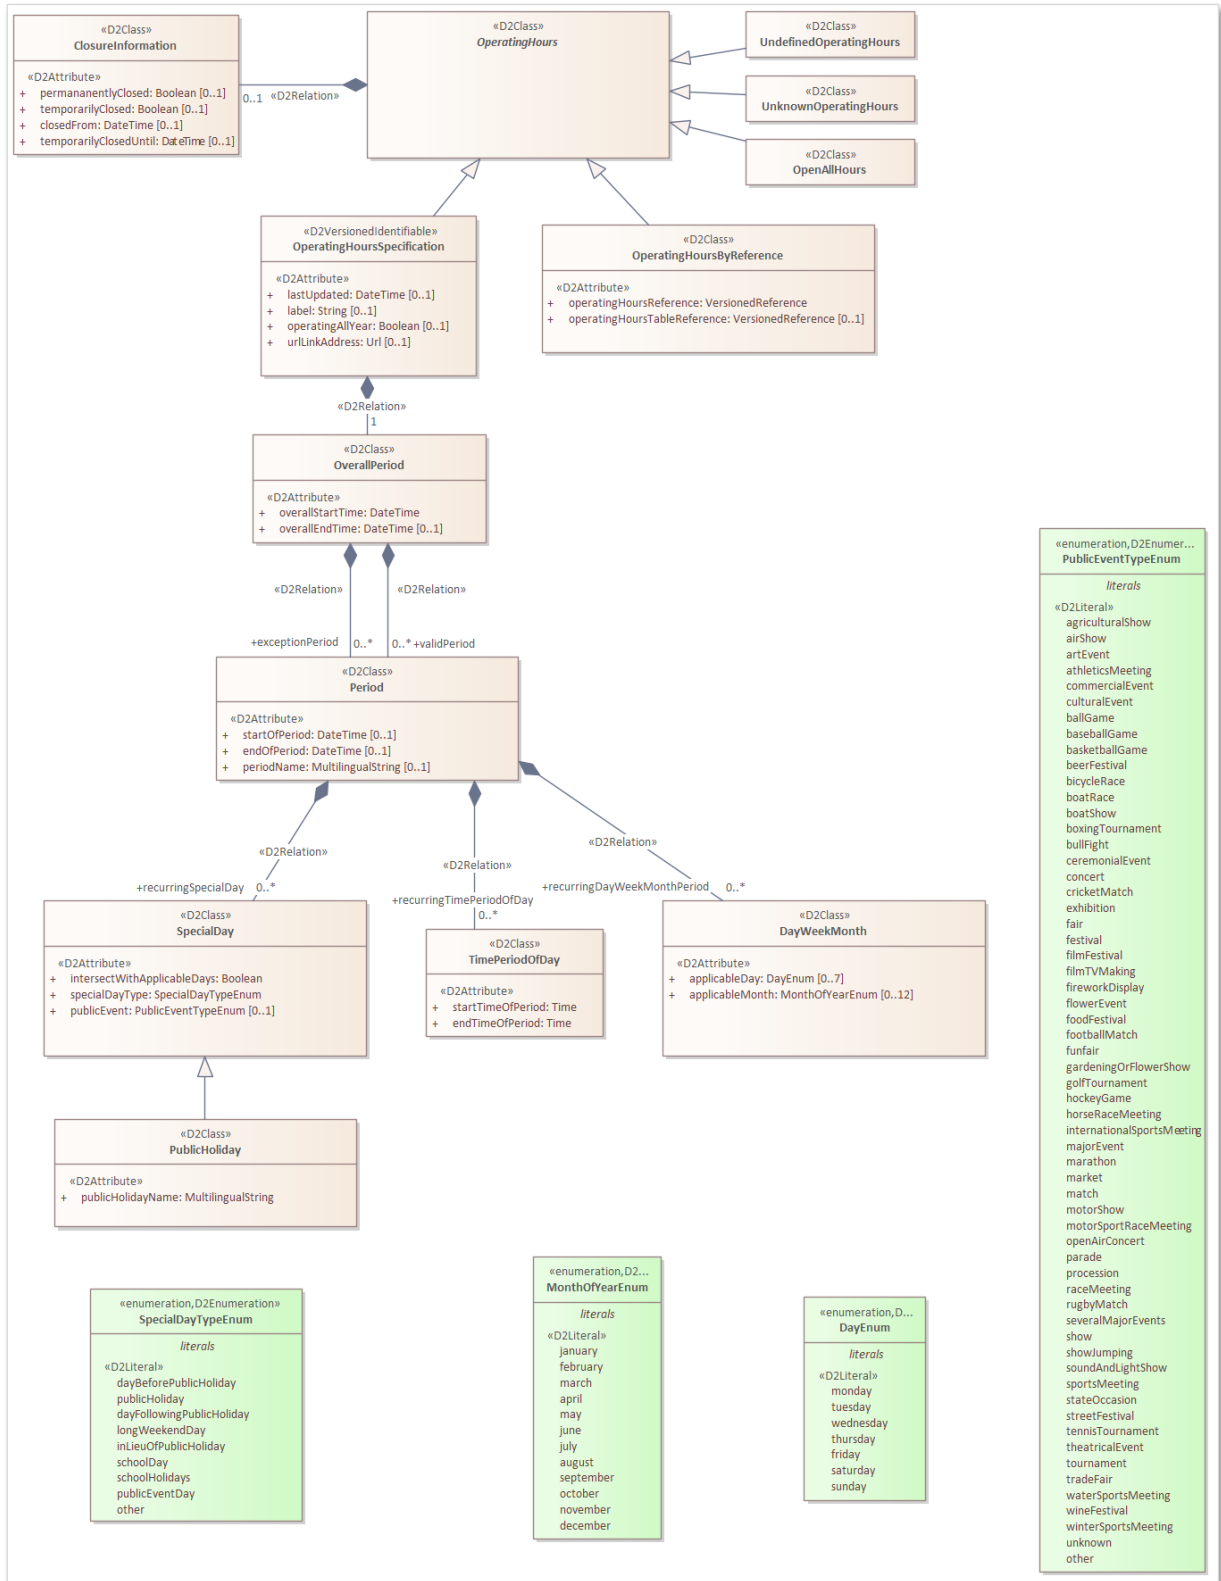 «D2Class»
ClosureInformation
«D2Attribute»
+ permananentlyClosed: Boolean [0..1]
+ temporarilyClosed: Boolean [0..1]
+ closedFrom: DateTime [0..1]
+ temporarilyClosedUntil: DateTime [0..1]
0..1 «D2Relation»
«D2Class»
OperatingHours
«D2Class»
UndefinedOperatingHours
«D2Class»
UnknownOperatingHours
«D2Class»
OpenAllHours
«D2VersionedIdentifiable»
OperatingHoursSpecification
«D2Attribute»
+ lastUpdated: DateTime [0..1]
+ label: String [0..1]
+ operatingAllYear: Boolean [0..1]
+ urlLinkAddress: Url [0..1]
«D2Class»
OperatingHoursByReference
«D2Attribute»
+ operatingHoursReference: VersionedReference
+ operatingHoursTableReference: VersionedReference [0..1]
«D2Relation»
1
«D2Class»
OverallPeriod
«D2Attribute»
+ overallStartTime: DateTime
+ overallEndTime: DateTime [0..1]
«D2Relation» «D2Relation»
+exceptionPeriod 0..* 0..* +validPeriod
«D2Class»
Period
«D2Attribute»
+ startOfPeriod: DateTime [0..1]
+ endOfPeriod: DateTime [0..1]
+ periodName: MultilingualString [0..1]
«D2Relation»
+recurringSpecialDay 0..*
«D2Relation»
+recurringTimePeriodOfDay
0..*
«D2Relation»
+recurringDayWeekMonthPeriod 0..*
«D2Class»
SpecialDay
«D2Attribute»
+ intersectWithApplicableDays: Boolean
+ specialDayType: SpecialDayTypeEnum
+ publicEvent: PublicEventTypeEnum [0..1]
«D2Class»
TimePeriodOfDay
«D2Attribute»
+ startTimeOfPeriod: Time
+ endTimeOfPeriod: Time
«D2Class»
DayWeekMonth
«D2Attribute»
+ applicableDay: DayEnum [0..7]
+ applicableMonth: MonthOfYearEnum [0..12]
«D2Class»
PublicHoliday
«D2Attribute»
+ publicHolidayName: MultilingualString
«enumeration,D2Enumeration»
SpecialDayTypeEnum
literals
«D2Literal»
dayBeforePublicHoliday
publicHoliday
dayFollowingPublicHoliday
longWeekendDay
inLieuOfPublicHoliday
schoolDay
schoolHolidays
publicEventDay
other
«enumeration,D2...
MonthOfYearEnum
literals
«D2Literal»
january
february
march
april
may
june
july
august
september
october
november
december
«enumeration,D...
DayEnum
literals
«D2Literal»
monday
tuesday
wednesday
thursday
friday
saturday
sunday
«enumeration,D2Enumer...
PublicEventTypeEnum
literals
«D2Literal»
agriculturalShow
airShow
artEvent
athleticsMeeting
commercialEvent
culturalEvent
ballGame
baseballGame
basketballGame
beerFestival
bicycleRace
boatRace
boatShow
boxingTournament
bullFight
ceremonialEvent
concert
cricketMatch
exhibition
fair
festival
filmFestival
filmTVMaking
fireworkDisplay
flowerEvent
foodFestival
footballMatch
funfair
gardeningOrFlowerShow
golfTournament
hockeyGame
horseRaceMeeting
internationalSportsMeeting
majorEvent
marathon
market
match
motorShow
motorSportRaceMeeting
openAirConcert
parade
procession
raceMeeting
rugbyMatch
severalMajorEvents
show
showJumping
soundAndLightShow
sportsMeeting
stateOccasion
streetFestival
tennisTournament
theatricalEvent
tournament
tradeFair
waterSportsMeeting
wineFestival
winterSportsMeeting
unknown
other